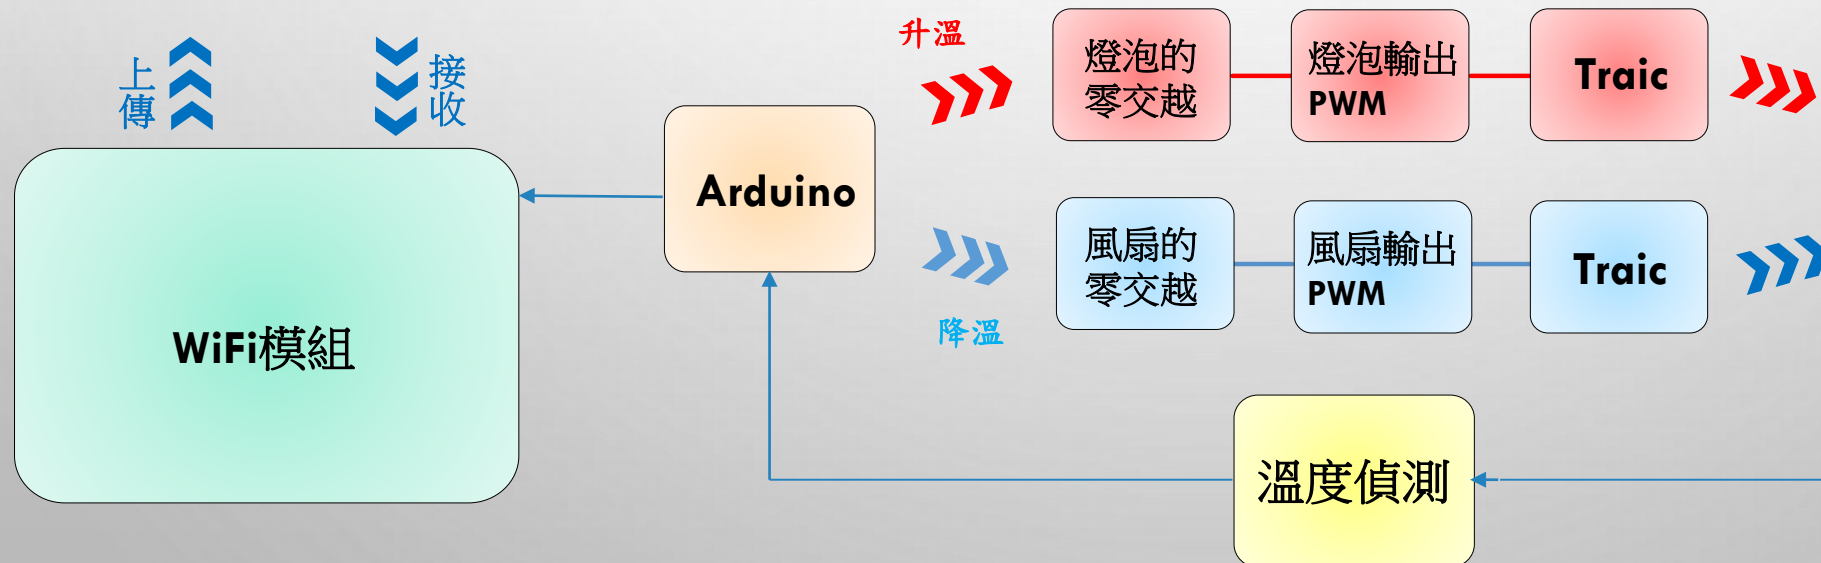 上傳
接收
WiFi模組
Arduino
升溫
燈泡的
零交越
燈泡輸出
PWM
Traic
降溫
風扇的
零交越
風扇輸出
PWM
Traic
溫度偵測